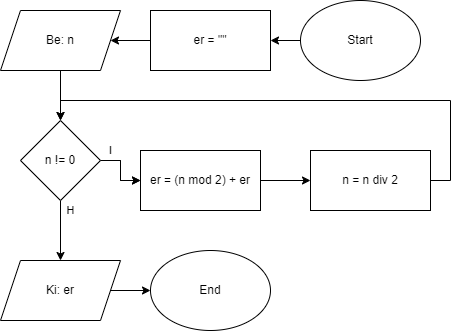 Start
er = ""
Be: n
n != 0
I
er = (n mod 2) + er
n = n div 2
H
Ki: er
End